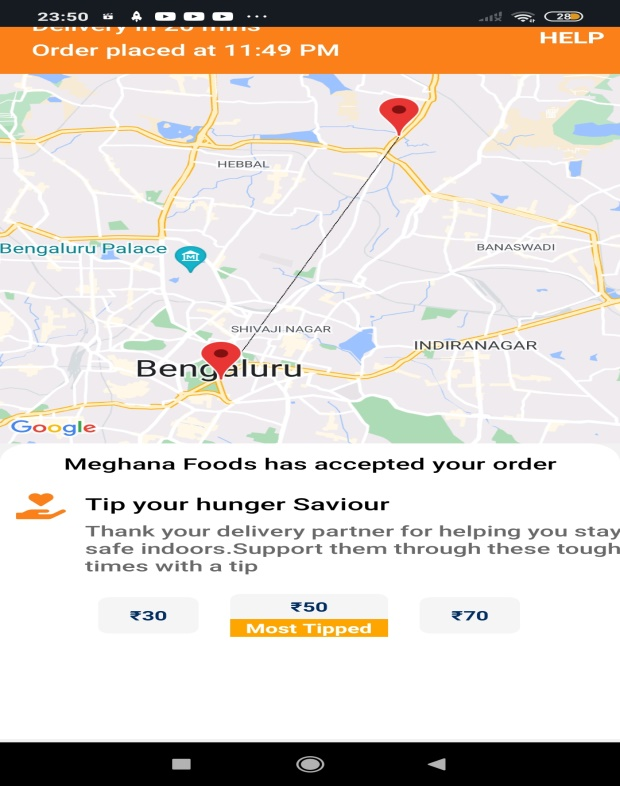 23:50
28
Delivery in 28 mins
Order placed at 11:49 PM
HELP
HEBBAL
Bengaluru Palace
BANASWADI
SHIVAJI NAGAR
INDIRANAGAR
Bengaluru
Google
Meghana Foods has accepted your order
Tip your hunger Saviour
Thank your delivery partner for helping you stay
safe indoors.Support them through these tough
times with a tip
₹30
₹50
₹70
Most Tipped